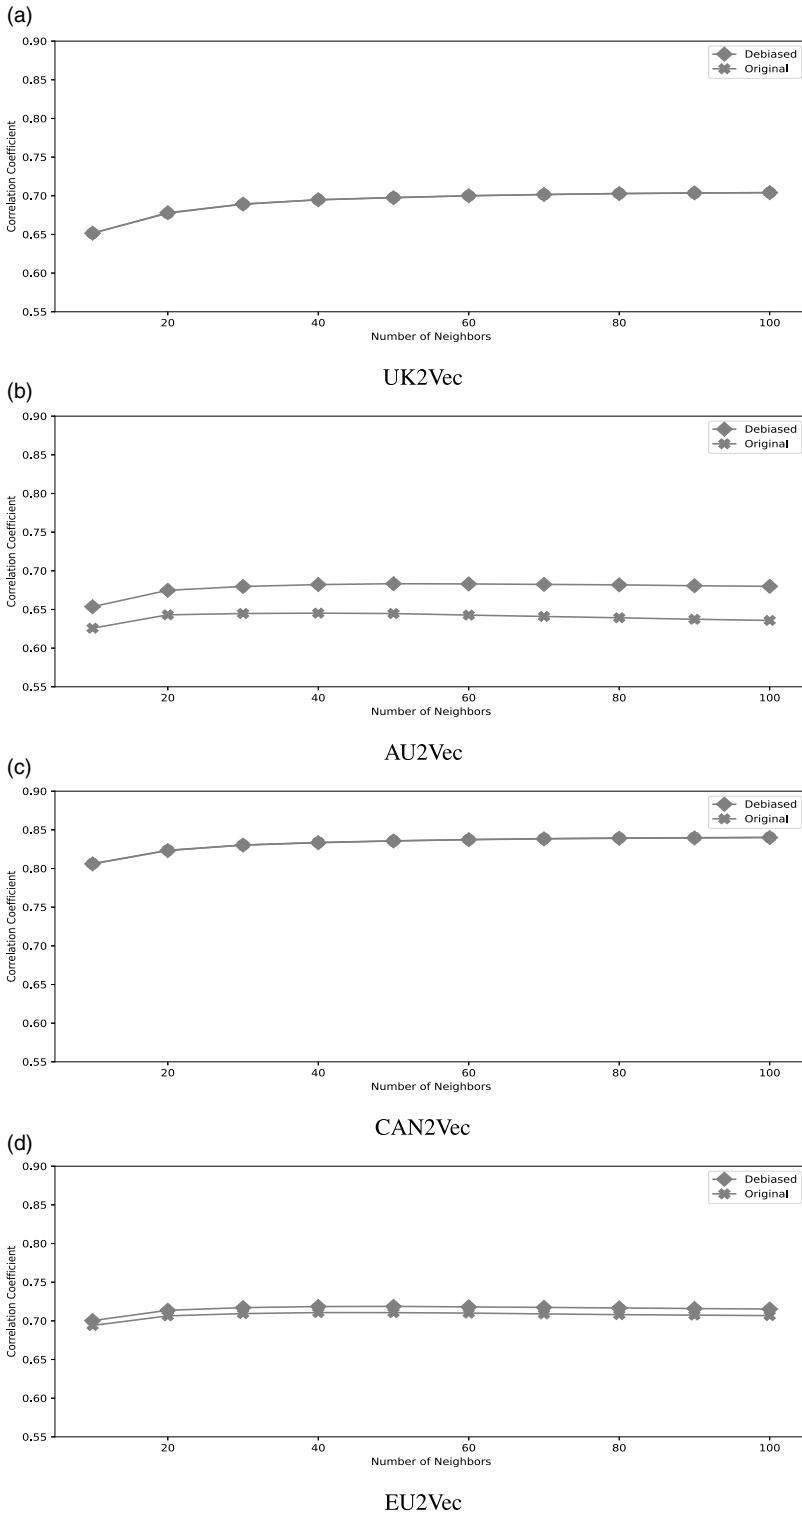 (a)
0.90
0.85
0.80
0.75
0.70
0.65
0.60
0.55
Correlation Coefficient
Debiased
Original
20 40 60 80 100
Number of Neighbors
UK2Vec
(b)
0.90
0.85
0.80
0.75
0.70
0.65
0.60
0.55
Correlation Coefficient
Debiased
Original
20 40 60 80 100
Number of Neighbors
AU2Vec
(c)
0.90
0.85
0.80
0.75
0.70
0.65
0.60
0.55
Correlation Coefficient
Debiased
Original
20 40 60 80 100
Number of Neighbors
CAN2Vec
(d)
0.90
0.85
0.80
0.75
0.70
0.65
0.60
0.55
Correlation Coefficient
Debiased
Original
20 40 60 80 100
Number of Neighbors
EU2Vec